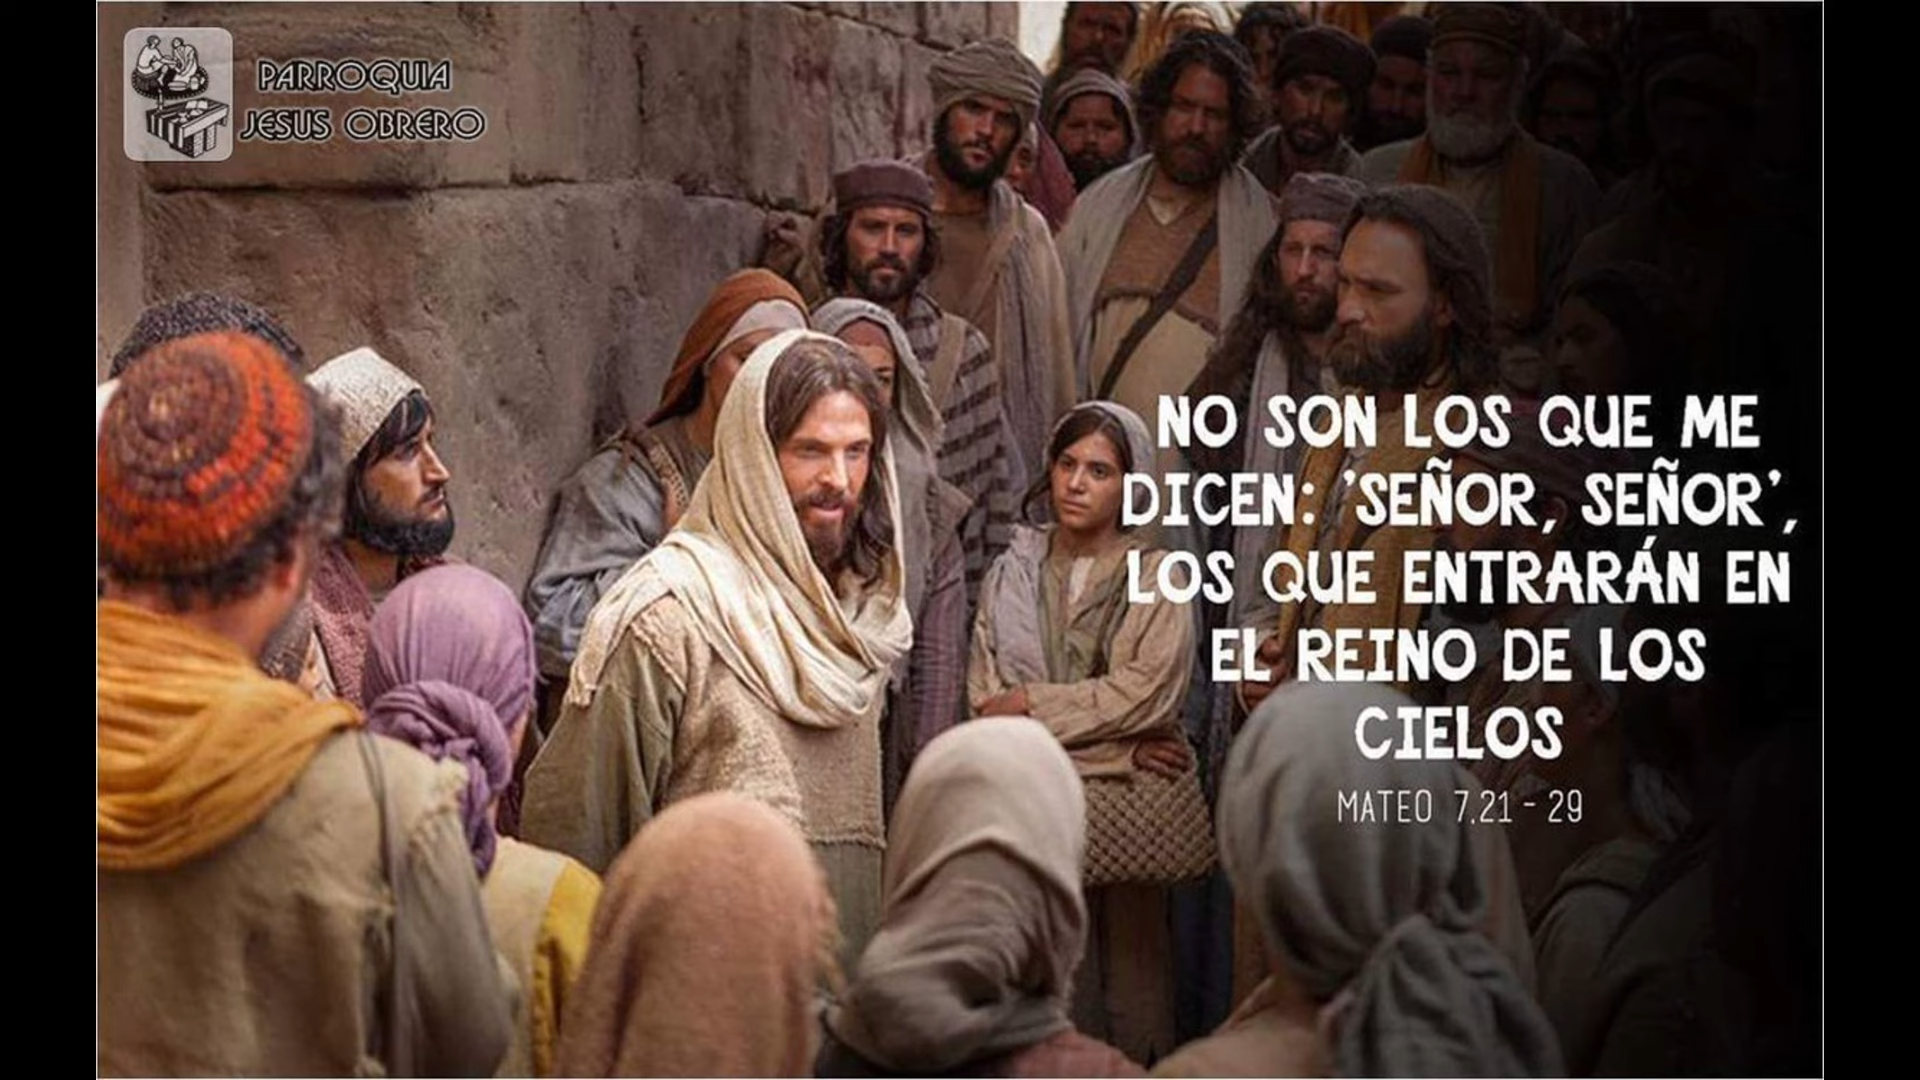 PARROQUIA
JESUS OBRERO
NO SON LOS QUE ME
DICEN: 'SEÑOR, SEÑOR',
LOS QUE ENTRARÁN EN
EL REINO DE LOS
CIELOS
MATEO 7,21 - 29